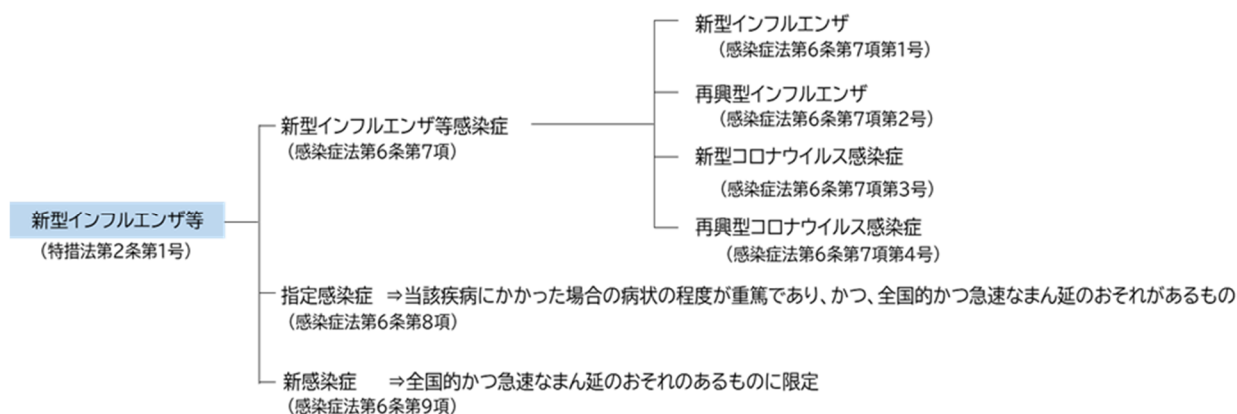 新型インフルエンザ等
（特措法第2条第1号）
新型インフルエンザ等感染症
（感染症法第6条第7項）
新型インフルエンザ
（感染症法第6条第7項第1号）
再興型インフルエンザ
（感染症法第6条第7項第2号）
新型コロナウイルス感染症
（感染症法第6条第7項第3号）
再興型コロナウイルス感染症
（感染症法第6条第7項第4号）
指定感染症 ⇒当該疾病にかかった場合の病状の程度が重篤であり、かつ、全国的かつ急速なまん延のおそれがあるもの
（感染症法第6条第8項）
新感染症 ⇒全国的かつ急速なまん延のおそれのあるものに限定
（感染症法第6条第9項）